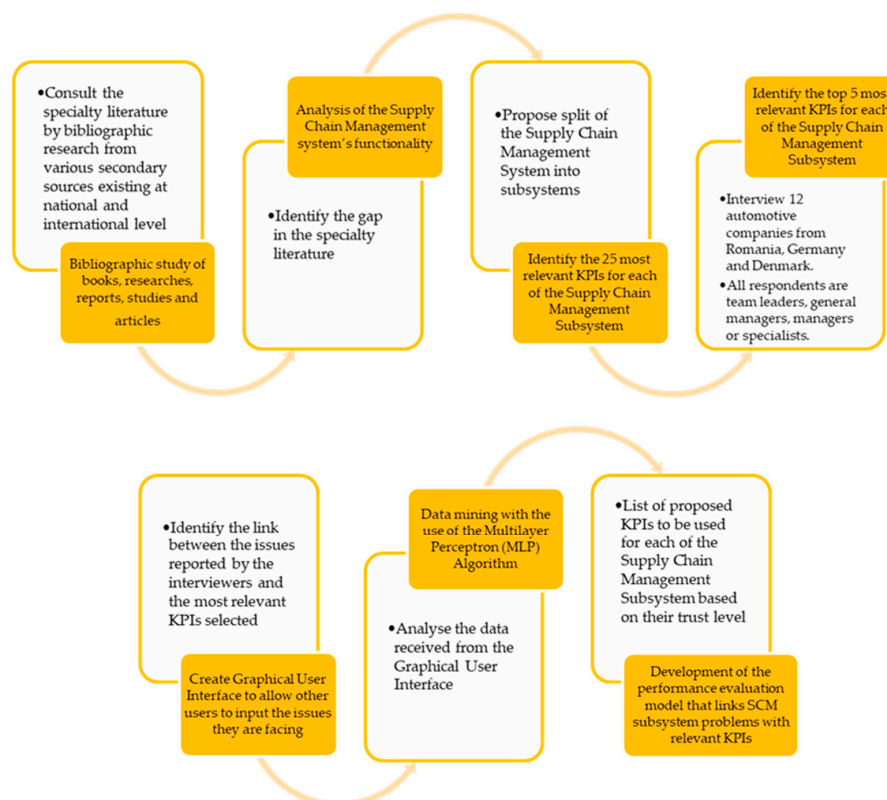 •Consult the
specialty literature
by bibliographic
research from
various secondary
sources existing at
national and
international level
Bibliographic study of
books, researches,
reports, studies and
articles
Analysis of the Supply
Chain Management
system's functionality
•Identify the gap
in the specialty
literature
•Propose split of
the Supply Chain
Management
System into
subsystems
Identify the 25 most
relevant KPIs for each
of the Supply Chain
Management
Subsystem
Identify the top 5 mos
relevant KPIs for each
of the Supply Chain
Management
Subsystem
•Interview 12
automotive
companies from
Romania, Germany
and Denmark.
•All respondents are
team leaders, general
managers, managers
or specialists.
•Identify the link
between the issues
reported by the
interviewers and
the most relevant
KPIs selected
Create Graphical User
Interface to allow other
users to input the issues
they are facing
Data mining with the
use of the Multilayer
Perceptron (MLP)
Algorithm
•Analyse the data
received from the
Graphical User
Interface
•List of proposed
KPIs to be used
for each of the
Supply Chain
Management
Subsystem based
on their trust level
Development of the
performance evaluation
model that links SCM
subsystem problems with
relevant KPIs